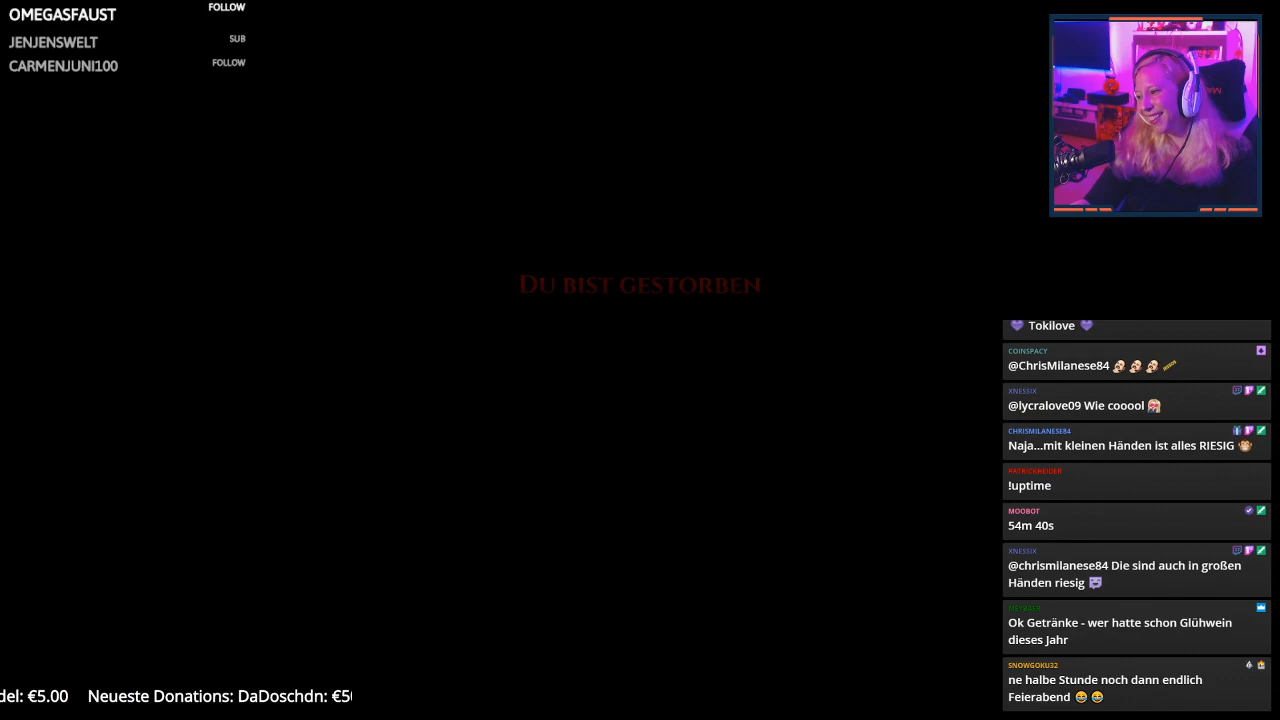 OMEGASFAUST FOLLOW
JENJENSWELT SUB
CARMENJUNI100 FOLLOW
DU BIST GESTORBEN
Tokilove
COINSPACY
@ChrisMilanese84
XNESSIX
@lycralove09 Wie cooool
CHRISMILANESE84
Naja...mit kleinen Händen ist alles RIESIG
PATRICKHEIDER
!uptime
MOOBOT
54m 40s
XNESSIX
@chrismilanese84 Die sind auch in großen
Händen riesig
MEYBAER
Ok Getränke - wer hatte schon Glühwein
dieses Jahr
SNOWGOKU32
ne halbe Stunde noch dann endlich
Feierabend
del: €5.00 Neueste Donations: DaDoschdn: €5